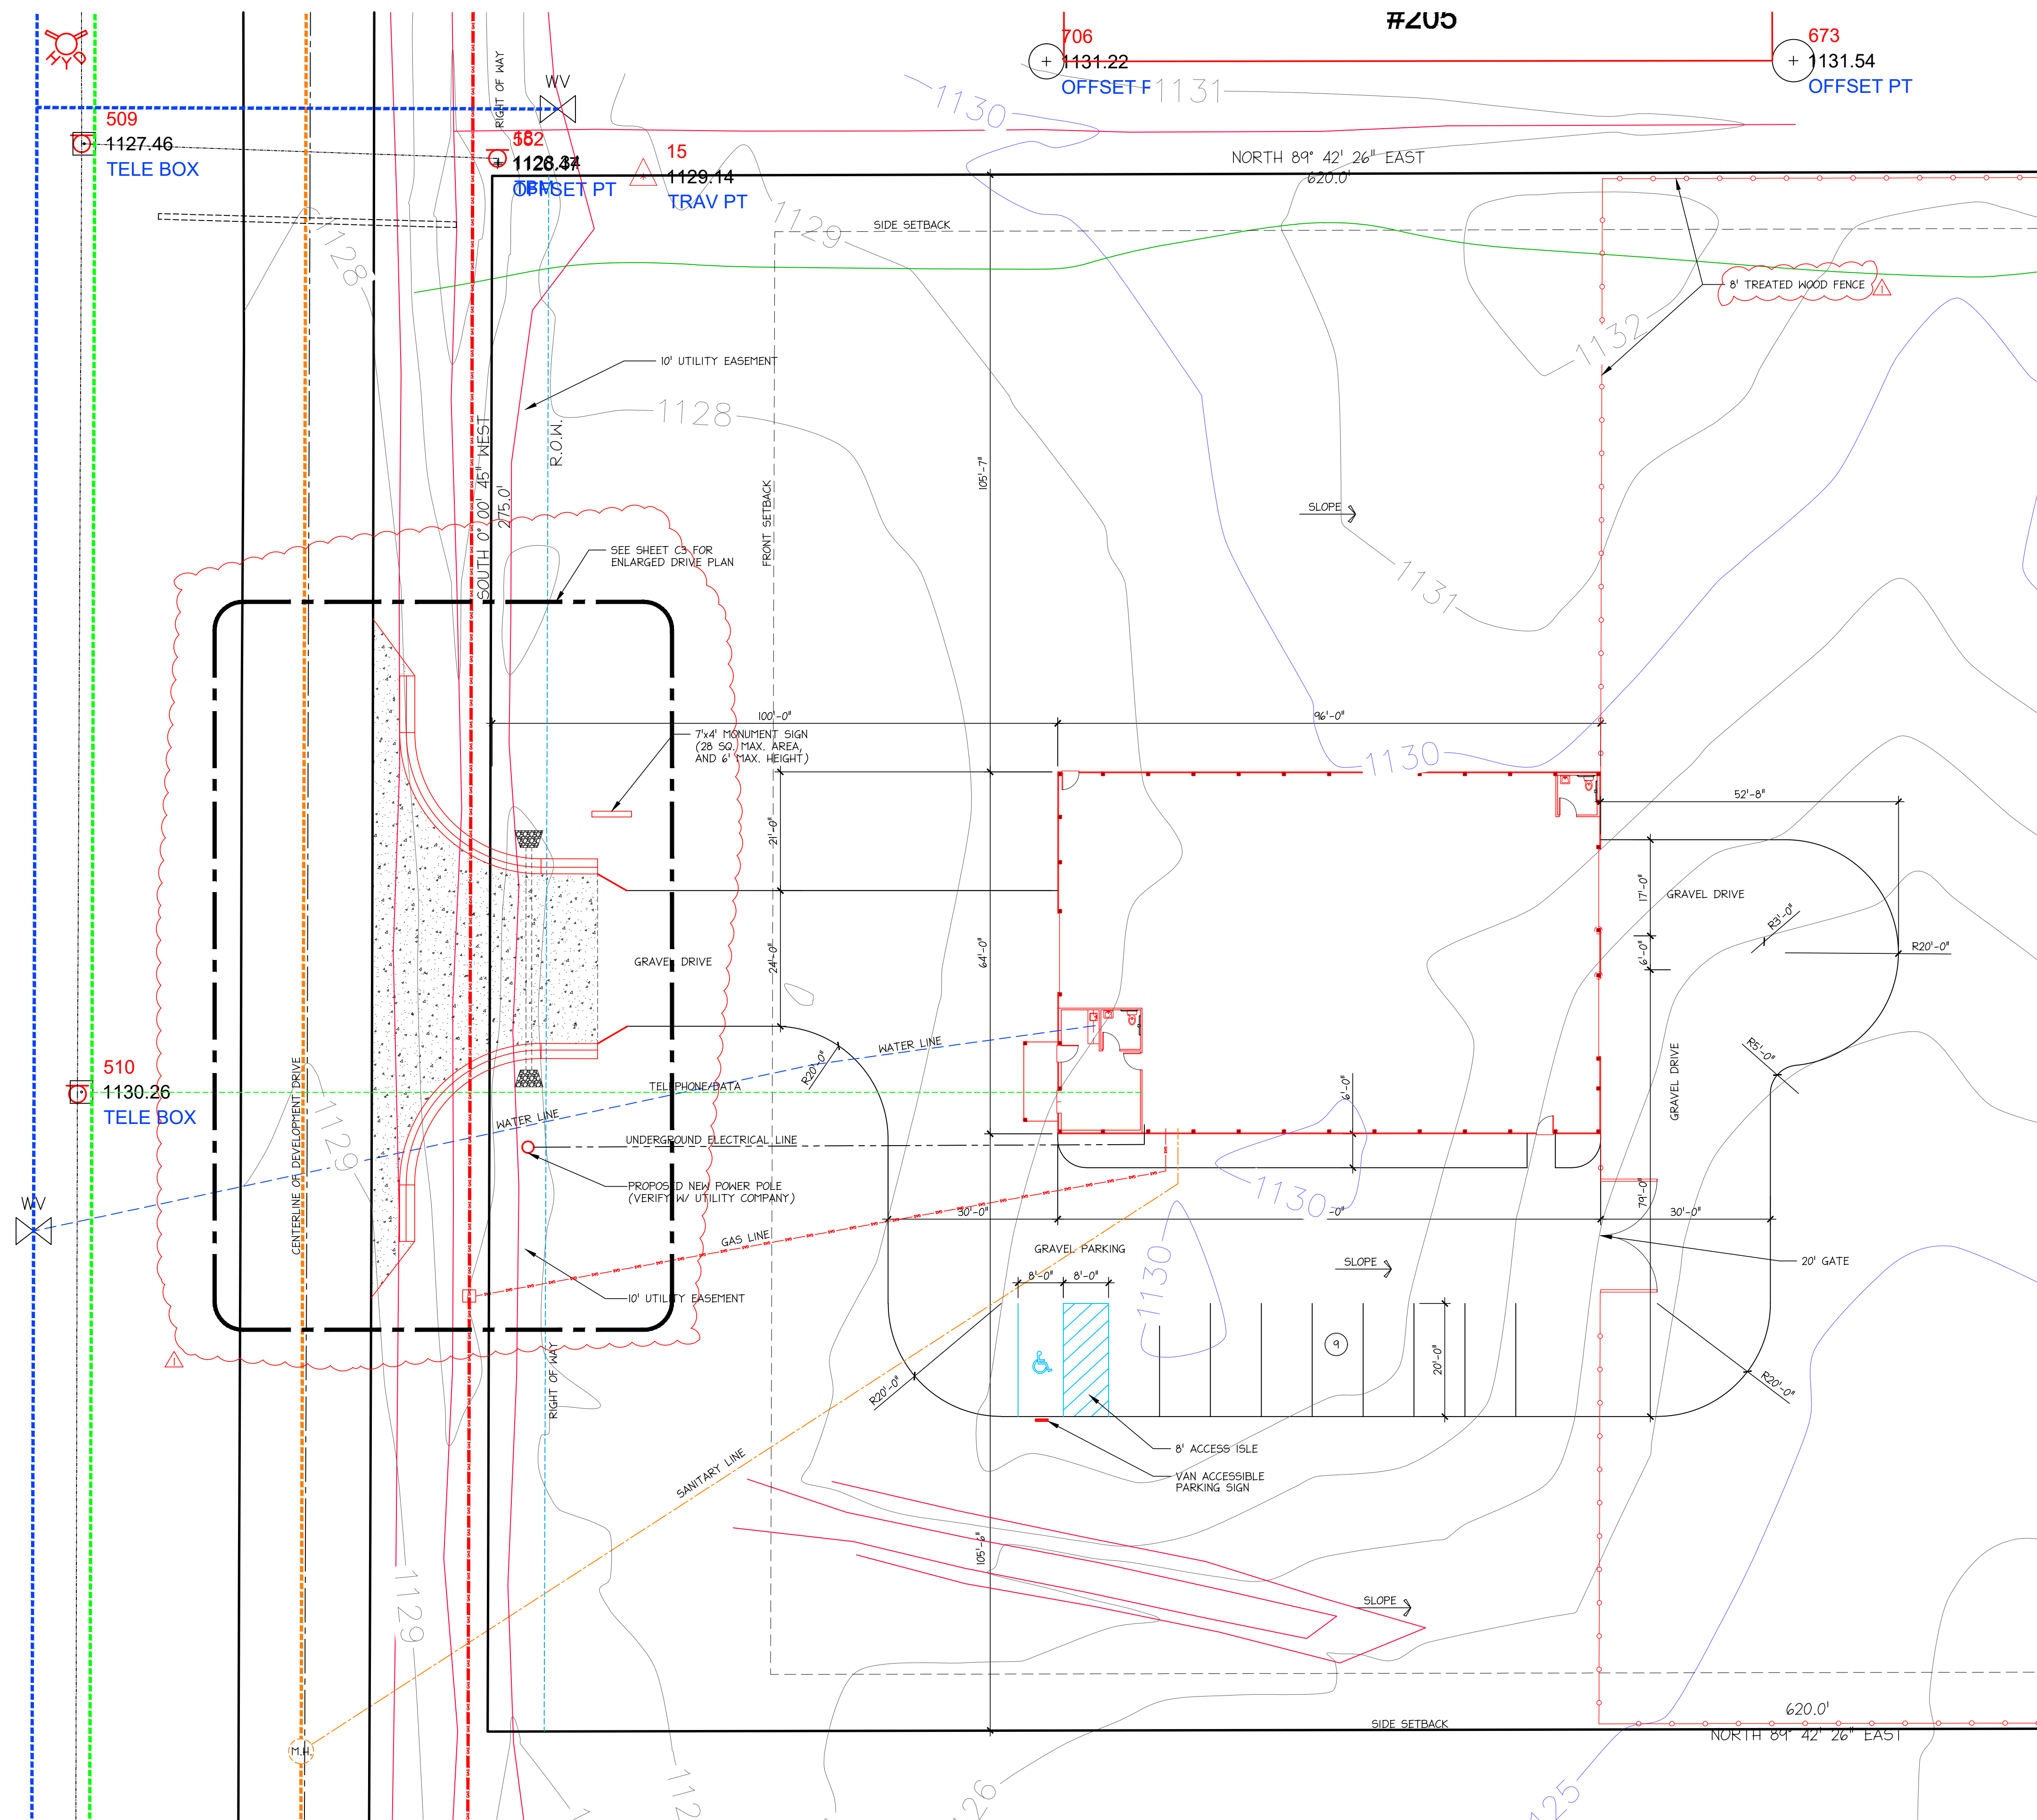 #205
706
1131.22
OFFSET P
673
1131.54
OFFSET PT
HYD
WV
RIGHT OF WAY
1130
1131
509
1127.46
TELE BOX
OFFSET PT
15
1129.14
TRAV PT
NORTH 89° 42' 26" EAST
620.0'
1128
1129
SIDE SETBACK
8' TREATED WOOD FENCE
1
1132
10' UTILITY EASEMENT
1128
SOUTH 0° 00' 45" WEST
275.0'
R.O.W.
105'-7"
FRONT SETBACK
SLOPE
SEE SHEET C3 FOR
ENLARGED DRIVE PLAN
1131
100'-0"
96'-0"
7'x4' MONUMENT SIGN
(28 SQ. MAX. AREA,
AND 6' MAX. HEIGHT)
1130
52'-8"
21'-0"
17'-0"
GRAVEL DRIVE
R3'-0"
24'-0"
64'-0"
6'-0"
R20'-0"
GRAVEL DRIVE
WATER LINE
R20'-0"
R5'-0"
GRAVEL DRIVE
510
1130.26
TELE BOX
CENTERLINE OF DEVELOPMENT DRIVE
1129
TELEPHONE/DATA
WATER LINE
6'-0"
UNDERGROUND ELECTRICAL LINE
PROPOSED NEW POWER POLE
(VERIFY W/ UTILITY COMPANY)
1130
79'-0"
WV
30'-0"
-0"
30'-0"
GAS LINE
GRAVEL PARKING
SLOPE
20' GATE
1130
8'-0"
8'-0"
10' UTILITY EASEMENT
9
20'-0"
1
RIGHT OF WAY
R20'-0"
R20'-0"
8' ACCESS ISLE
SANITARY LINE
VAN ACCESSIBLE
PARKING SIGN
105'-6"
1129
SLOPE
620.0'
SIDE SETBACK
NORTH 89° 42' 26" EAST
M.H.
112
126
1125